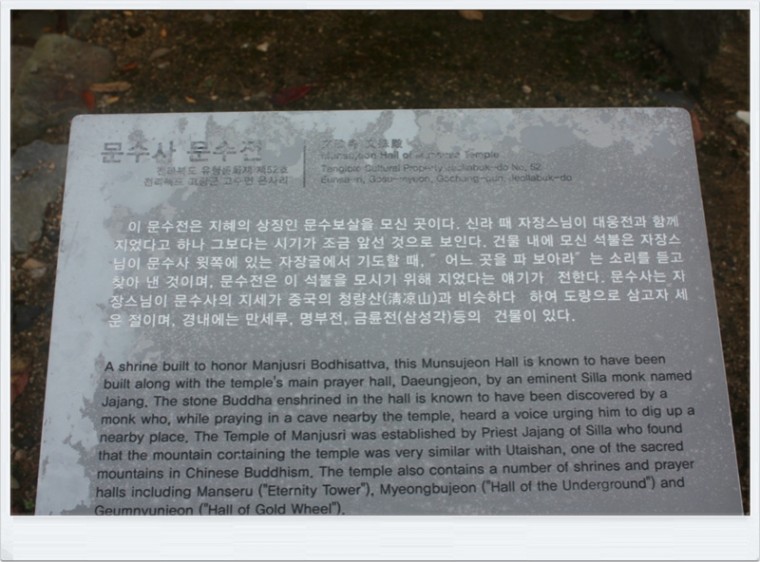 문수사 문수전
文殊寺 文殊殿
전라북도 유형문화재 제52호
전라북도 고창군 고수면 은사리
Munsujeon Hall of Munsusa Temple
Tangible Cultural Property Jeollabuk-do No. 52
Eunsa-ri, Gosu-myeon, Gochang-gun, Jeollabuk-do
이 문수전은 지혜의 상징인 문수보살을 모신 곳이다. 신라 때 자장스님이 대웅전과 함께
지었다고 하나 그보다는 시기가 조금 앞선 것으로 보인다. 건물 내에 모신 석불은 자장스
님이 문수사 윗쪽에 있는 자장굴에서 기도할 때, " 어느 곳을 파 보아라" 는 소리를 듣고
찾아 낸 것이며, 문수전은 이 석불을 모시기 위해 지었다는 얘기가 전한다. 문수사는 자
장스님이 문수사의 지세가 중국의 청량산(淸凉山)과 비슷하다 하여 도량으로 삼고자 세
운 절이며, 경내에는 만세루, 명부전, 금륜전(삼성각)등의 건물이 있다.
A shrine built to honor Manjusri Bodhisattva, this Munsujeon Hall is known to have been
built along with the temple's main prayer hall, Daeungjeon, by an eminent Silla monk named
Jajang. The stone Buddha enshrined in the hall is known to have been discovered by a
monk who, while praying in a cave nearby the temple, heard a voice urging him to dig up a
nearby place. The Temple of Manjusri was established by Priest Jajang of Silla who found
that the mountain containing the temple was very similar with Utaishan, one of the sacred
mountains in Chinese Buddhism. The temple also contains a number of shrines and prayer
halls including Manseru ("Eternity Tower"), Myeongbujeon ("Hall of the Underground") and
Geumnyunjeon ("Hall of Gold Wheel").